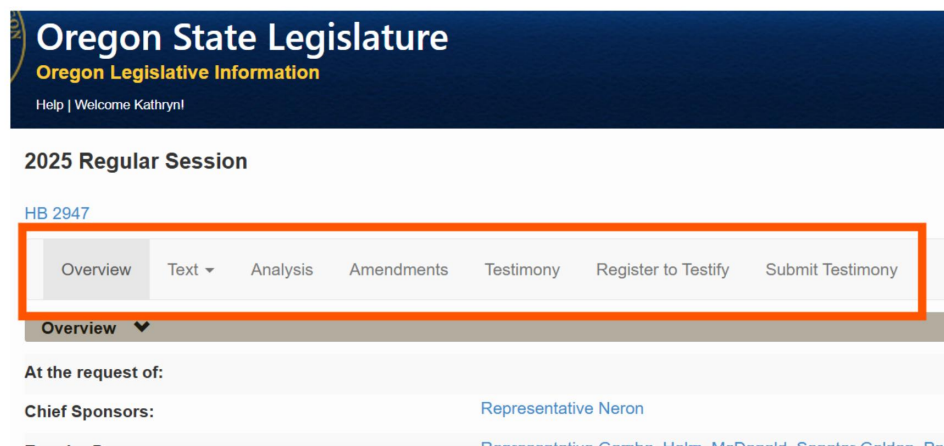 Oregon State Legislature
Oregon Legislative Information
Help | Welcome Kathryn!
2025 Regular Session
HB 2947
Overview Text Analysis Amendments Testimony Register to Testify Submit Testimony
Overview
At the request of:
Chief Sponsors: Representative Neron